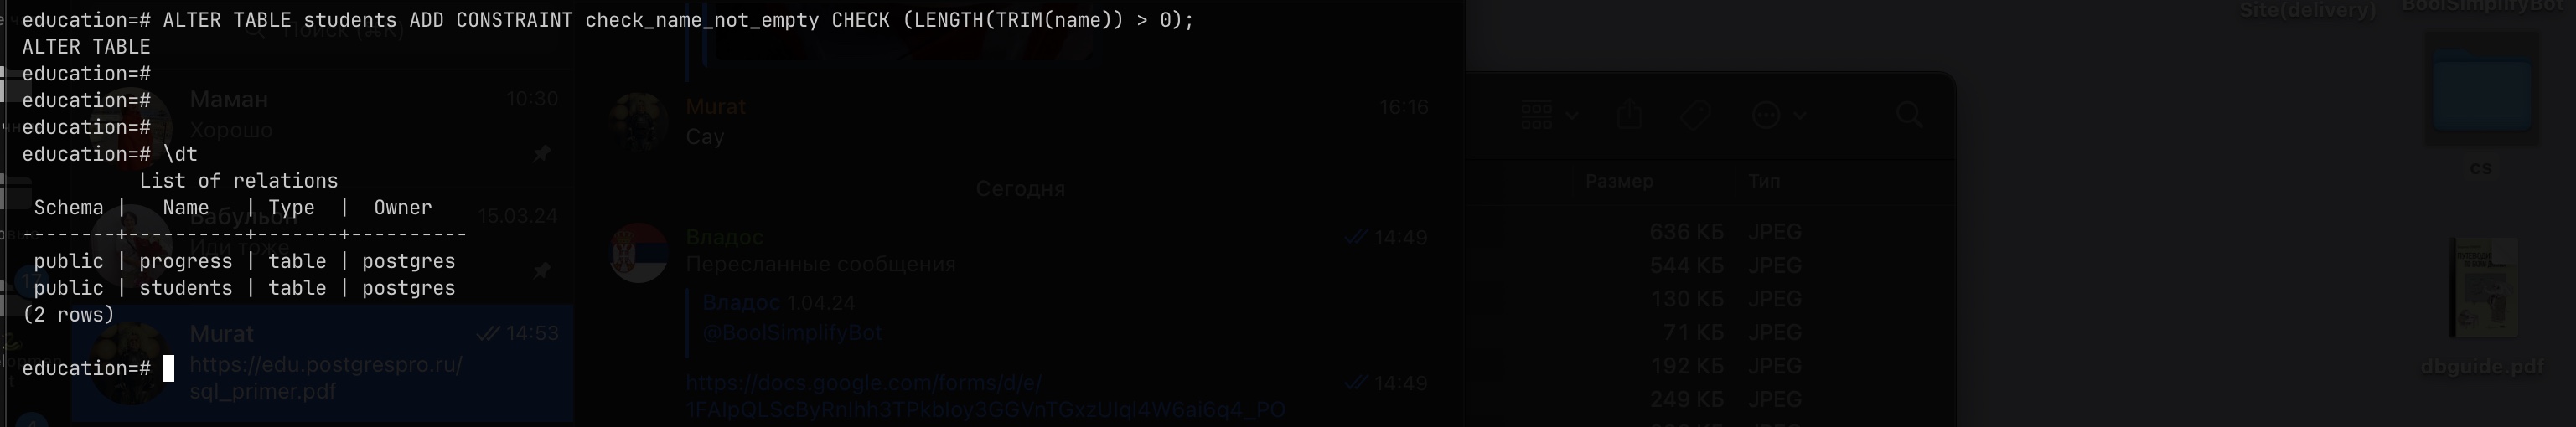 education=# ALTER TABLE students ADD CONSTRAINT check_name_not_empty CHECK (LENGTH(TRIM(name)) > 0);
ALTER TABLE
education=#
education=#
education=#
education=# \dt
List of relations
Schema | Name | Type | Owner
--------+----------+-------+----------
public | progress | table | postgres
public | students | table | postgres
(2 rows)
education=#
Поиск (⌘K)
Маман 10:30
Хорошо
Бабульон 15.03.24
Или тоже
17
Murat 14:53
https://edu.postgrespro.ru/
sql_primer.pdf
Murat 16:16
Сау
Сегодня
Владос 14:49
Пересланные сообщения
Владос 1.04.24
@BoolSimplifyBot
https://docs.google.com/forms/d/e/ 14:49
Размер Тип
636 КБ JPEG
544 КБ JPEG
130 КБ JPEG
71 КБ JPEG
192 КБ JPEG
249 КБ JPEG
Site(delivery)
BoolSimplifyBot
cs
dbguide.pdf